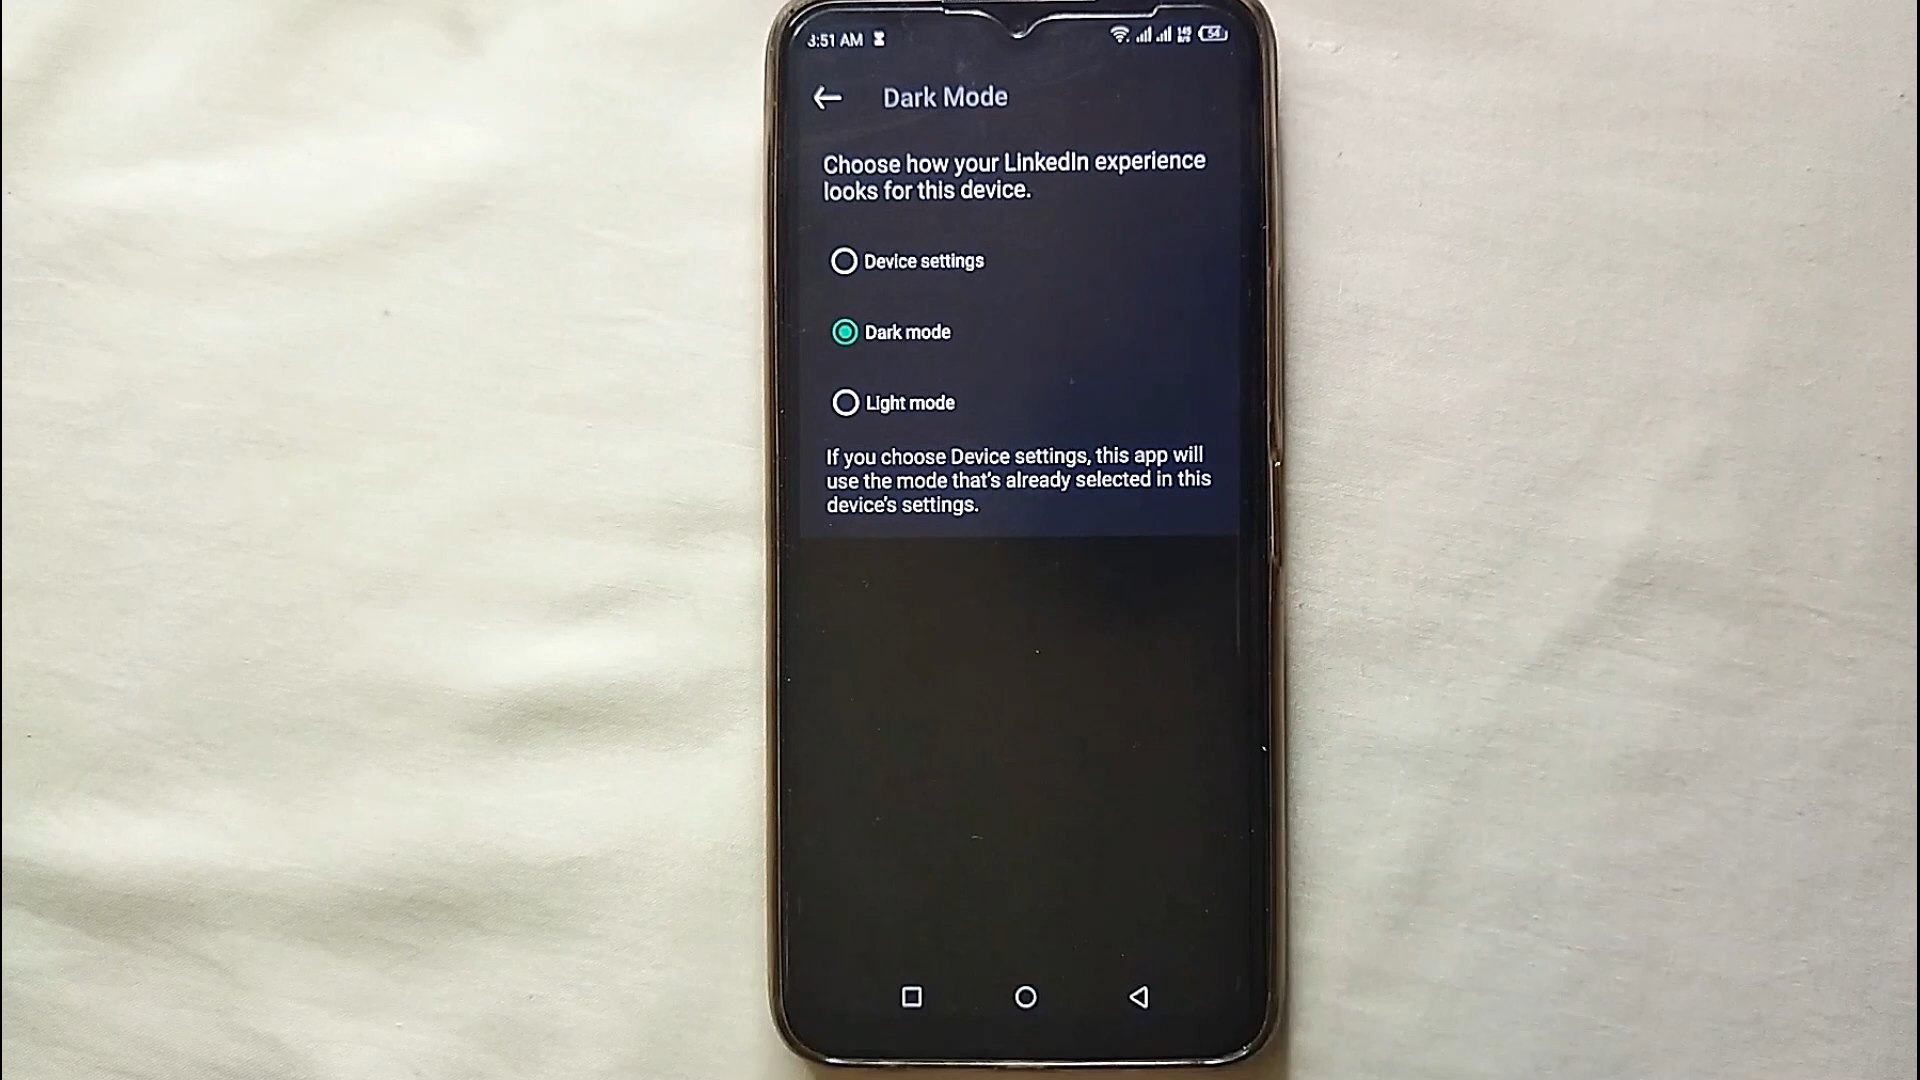 3:51 AM
54
Dark Mode
Choose how your LinkedIn experience
looks for this device.
Device settings
Dark mode
Light mode
If you choose Device settings, this app will
use the mode that's already selected in this
device's settings.